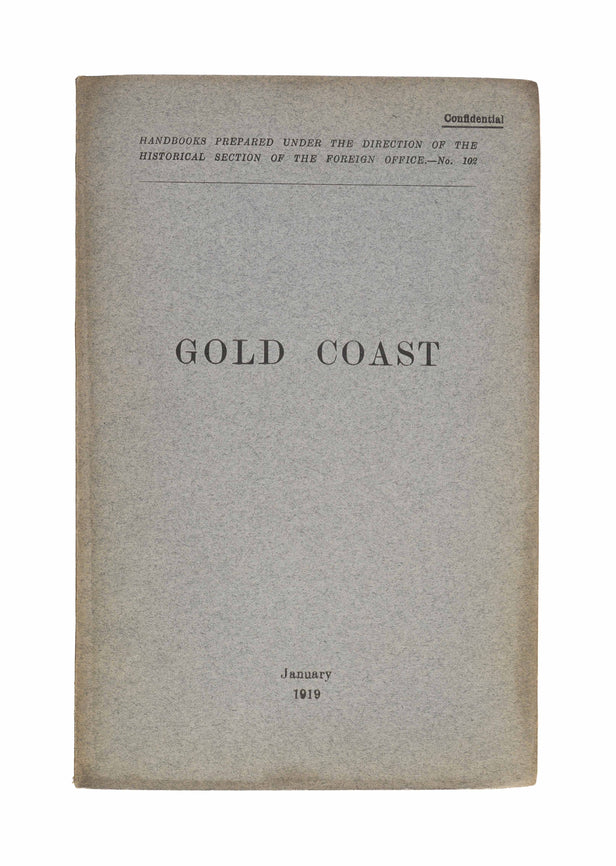 Confidential
HANDBOOKS PREPARED UNDER THE DIRECTION OF THE
HISTORICAL SECTION OF THE FOREIGN OFFICE.—No. 102
GOLD COAST
January
1919